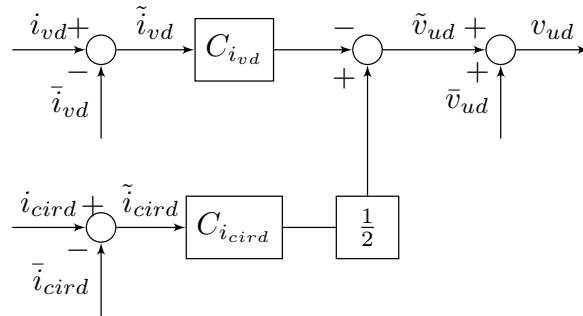 i_{vd} + \tilde{i}_{vd} C_{i_{vd}} − \tilde{v}_{ud} + v_{ud}
− + +
\bar{i}_{vd} \bar{v}_{ud}
i_{cird} + \tilde{i}_{cird} C_{i_{cird}} \frac{1}{2}
−
\bar{i}_{cird}